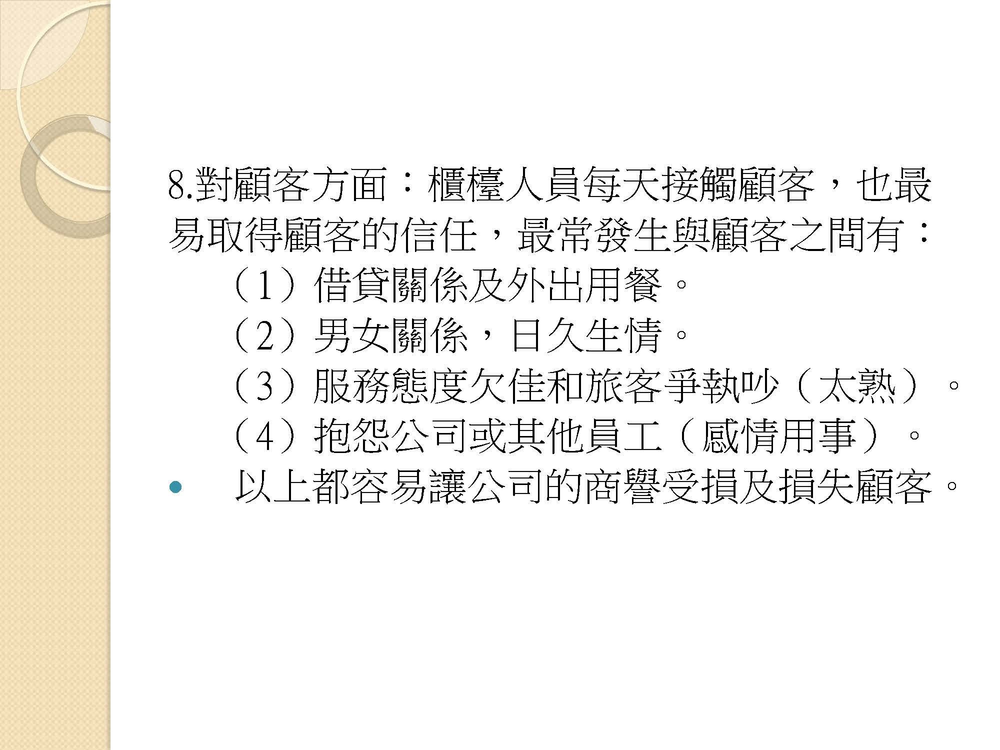 8.對顧客方面：櫃檯人員每天接觸顧客，也最
易取得顧客的信任，最常發生與顧客之間有：
（1）借貸關係及外出用餐。
（2）男女關係，日久生情。
（3）服務態度欠佳和旅客爭執吵（太熟）。
（4）抱怨公司或其他員工（感情用事）。
• 以上都容易讓公司的商譽受損及損失顧客。